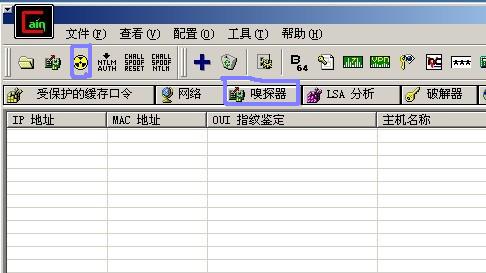 Cain
文件(F) 查看(V) 配置(O) 工具(T) 帮助(H)
NTLM AUTH CHALL SPOOF RESET CHALL SPOOF NTLM B64 VPN ***
受保护的缓存口令 网络 嗅探器 LSA 分析 破解器
IP 地址 MAC 地址 OUI 指纹鉴定 主机名称